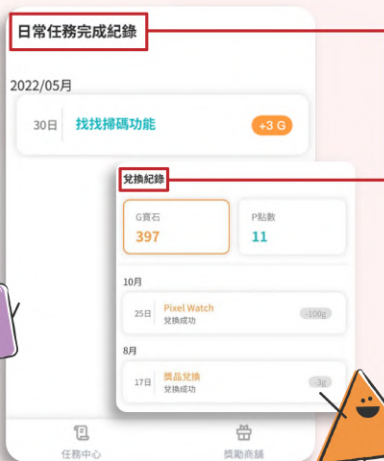 日常任務完成紀錄
2022/05月
30日 找找掃碼功能 +3 G
兌換紀錄
G寶石 P點數
397 11
10月
25日 Pixel Watch -100g
兌換成功
8月
17日 獎品兌換 -3g
兌換成功
任務中心 獎勵商舖